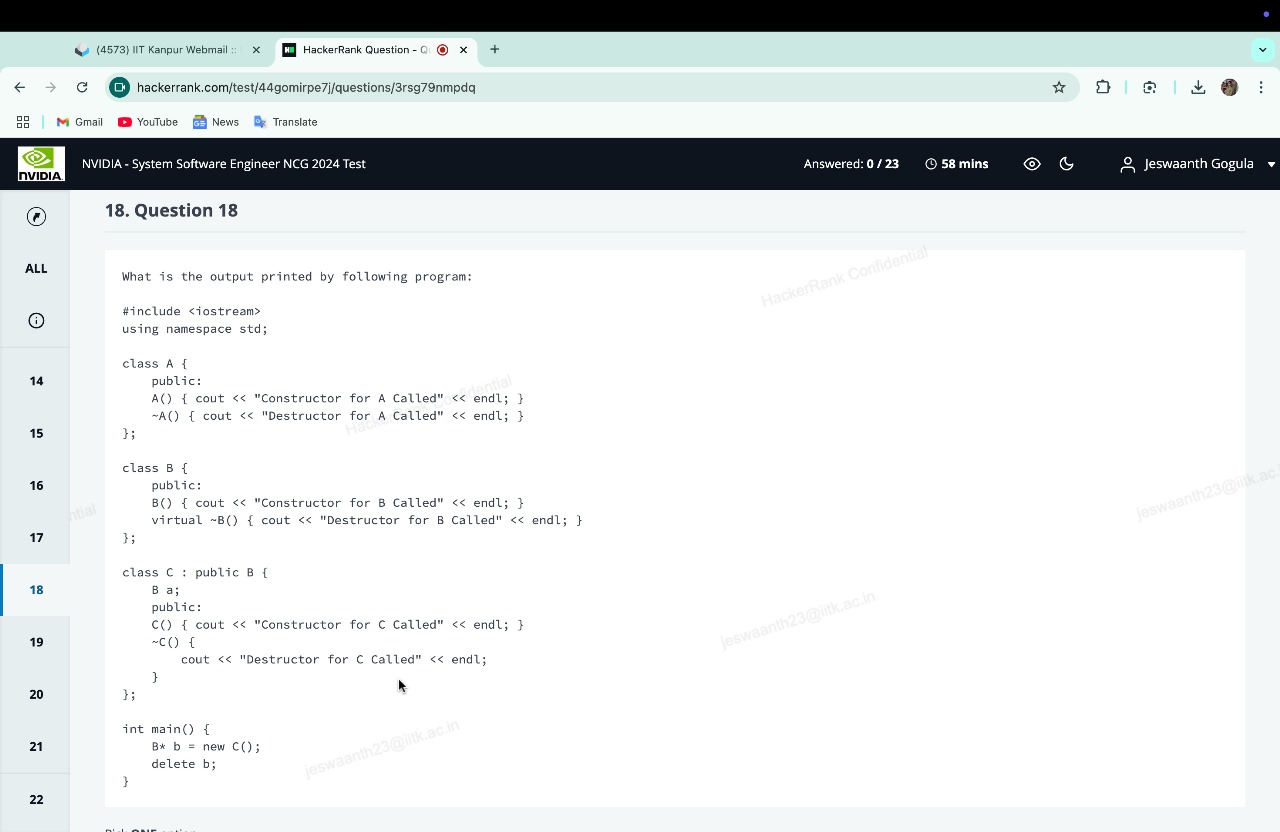 (4573) IIT Kanpur Webmail ::
HackerRank Question - Q
hackerrank.com/test/44gomirpe7j/questions/3rsg79nmpdq
Gmail
YouTube
News
Translate
NVIDIA
NVIDIA - System Software Engineer NCG 2024 Test
Answered: 0 / 23
58 mins
Jeswaanth Gogula
ALL
14
15
16
17
18
19
20
21
22
18. Question 18
What is the output printed by following program:
#include <iostream>
using namespace std;
class A {
public:
A() { cout << "Constructor for A Called" << endl; }
~A() { cout << "Destructor for A Called" << endl; }
};
class B {
public:
B() { cout << "Constructor for B Called" << endl; }
virtual ~B() { cout << "Destructor for B Called" << endl; }
};
class C : public B {
B a;
public:
C() { cout << "Constructor for C Called" << endl; }
~C() {
cout << "Destructor for C Called" << endl;
}
};
int main() {
B* b = new C();
delete b;
}
Pick ONE option
HackerRank Confidential
HackerRank Confidential
jeswaanth23@iitk.ac.in
jeswaanth23@iitk.ac.in
jeswaanth23@iitk.ac.